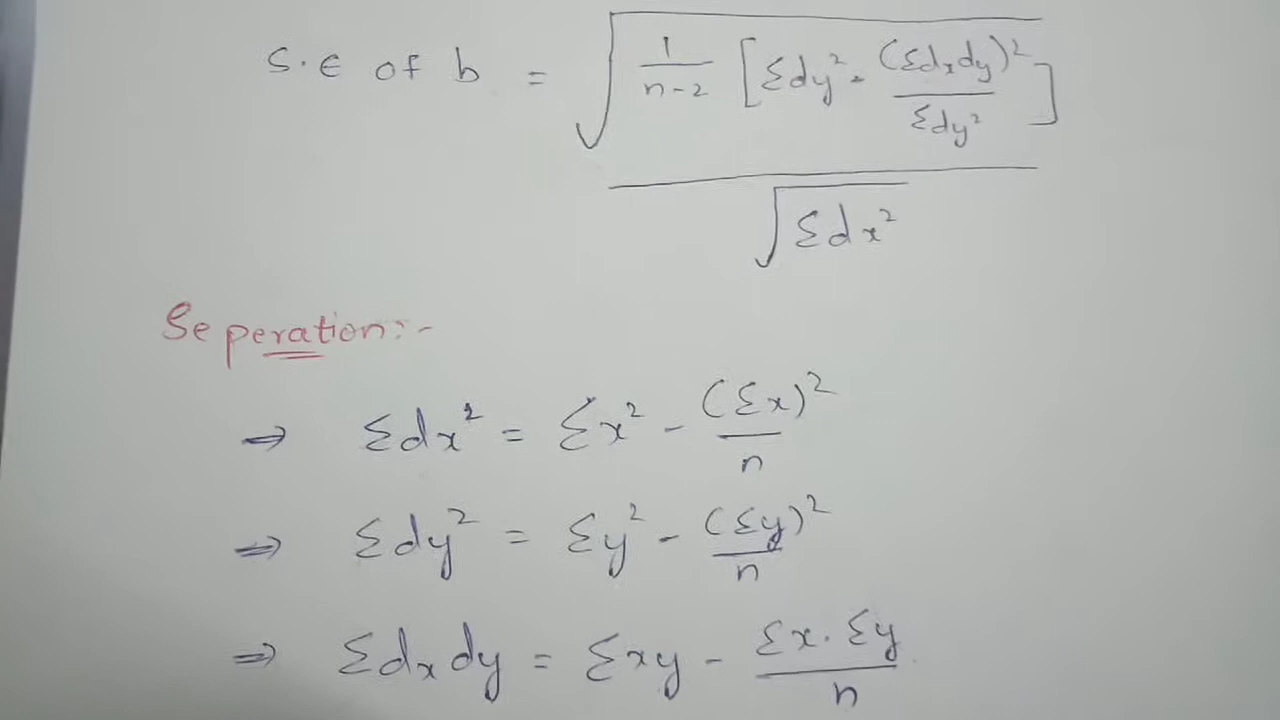 S.E of b = √(1/(n-2) [Σdy² - (Σdxdy)²/Σdy²]) / √(Σdx²)
Seperation:-
⇒ Σdx² = Σx² - (Σx)²/n
⇒ Σdy² = Σy² - (Σy)²/n
⇒ Σdxdy = Σxy - Σx.Σy/n